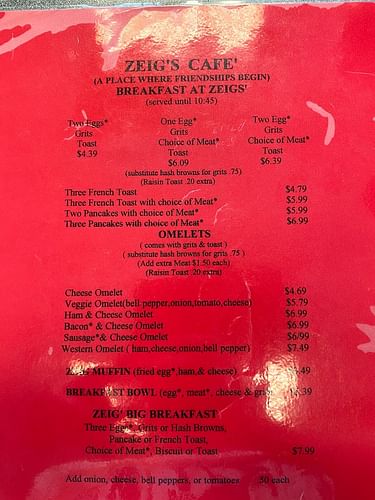 ZEIG'S CAFE'
(A PLACE WHERE FRIENDSHIPS BEGIN)
BREAKFAST AT ZEIGS'
(served until 10:45)
Two Eggs*
Grits
Toast
$4.39
One Egg*
Grits
Choice of Meat*
Toast
$6.09
Two Egg*
Grits
Choice of Meat*
Toast
$6.39
(substitute hash browns for grits .75)
(Raisin Toast .20 extra)
Three French Toast $4.79
Three French Toast with choice of Meat* $5.99
Two Pancakes with choice of Meat* $5.99
Three Pancakes with choice of Meat* $6.99
OMELETS
( comes with grits & toast )
( substitute hash browns for grits .75 )
(Add extra Meat $1.50 each)
(Raisin Toast .20 extra)
Cheese Omelet $4.69
Veggie Omelet(bell pepper,onion,tomato,cheese) $5.79
Ham & Cheese Omelet $6.99
Bacon* & Cheese Omelet $6.99
Sausage*& Cheese Omelet $6/99
Western Omelet ( ham,cheese,onion,bell pepper) $7.49
MUFFIN (fried egg*,ham,& cheese)
BREAKFAST BOWL (egg*, meat*, cheese &
ZEIG' BIG BREAKFAST
Three Eggs*, Grits or Hash Browns,
Pancake or French Toast,
Choice of Meat*, Biscuit or Toast $7.99
Add onion, cheese, bell peppers, or tomatoes .50 each